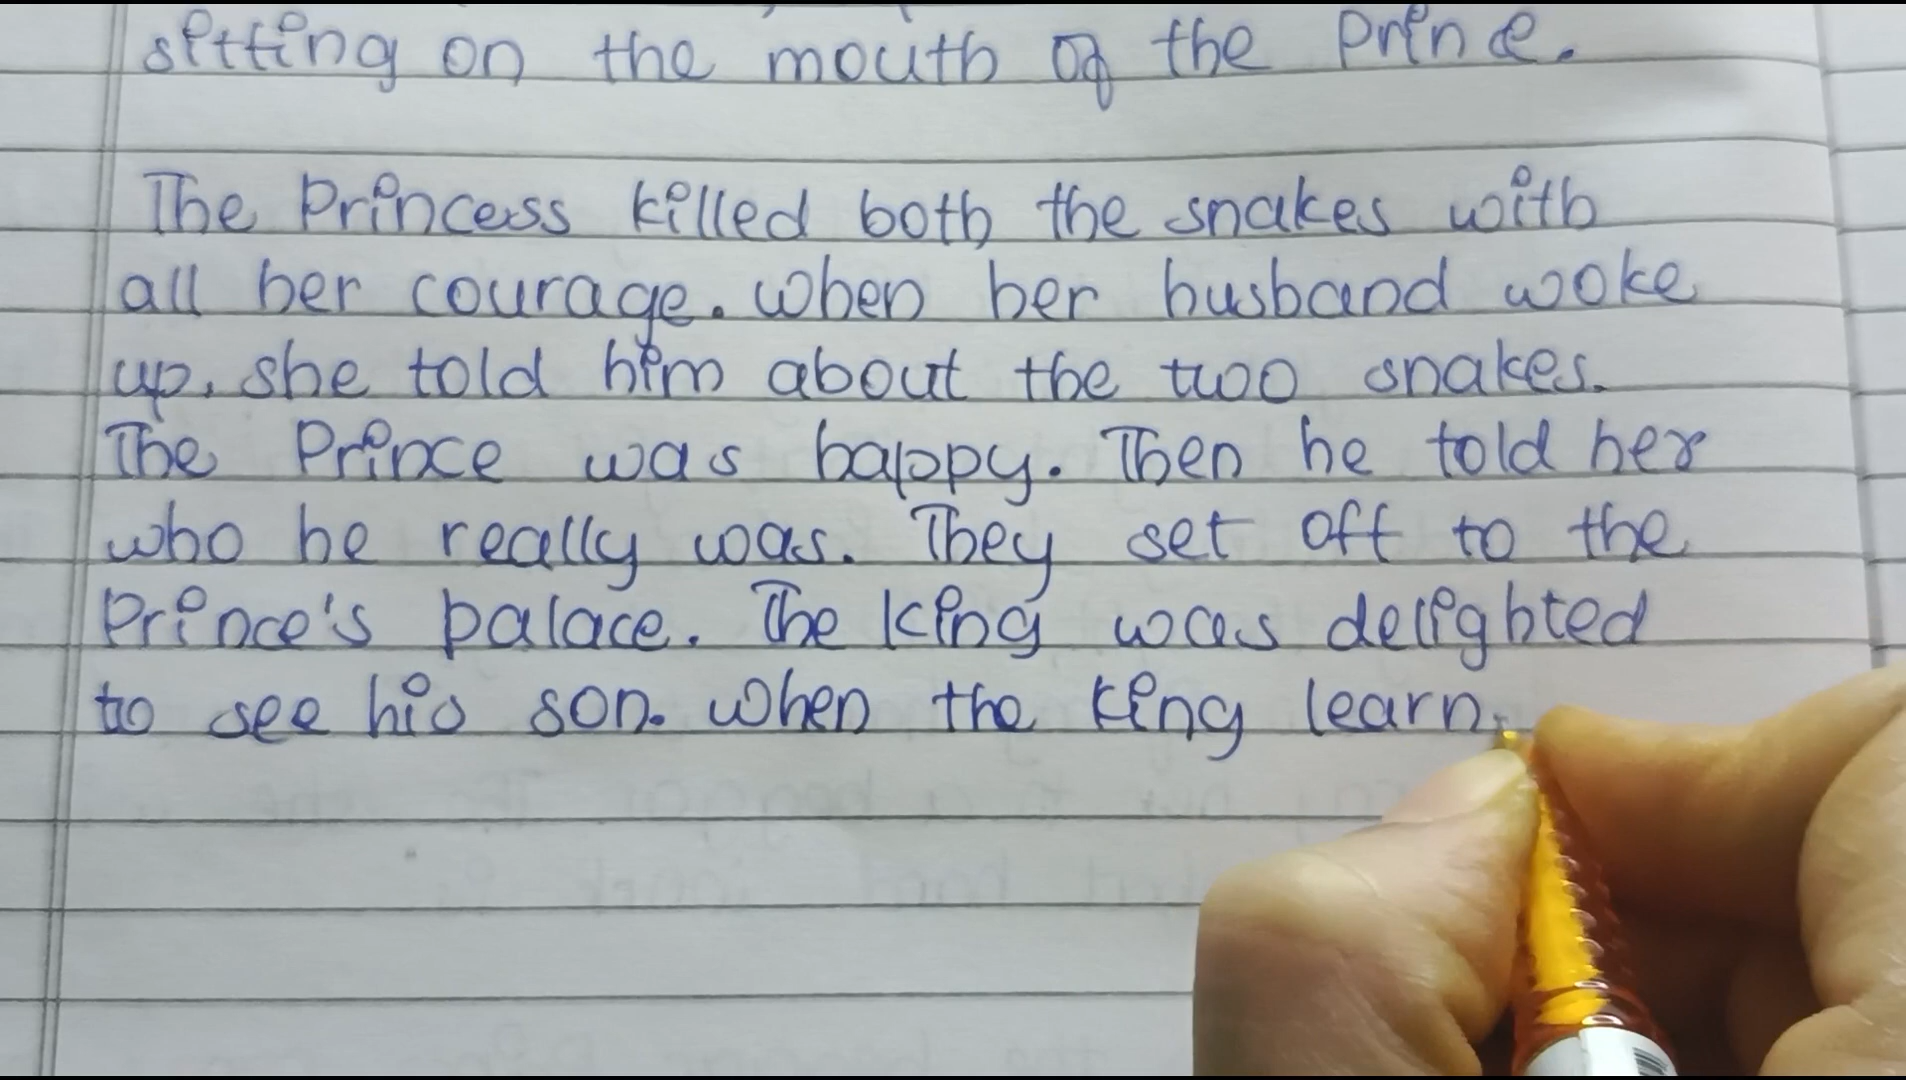 sitting on the mouth of the Prine.
The Princess killed both the snakes with
all her courage. When her husband woke
up, she told him about the two snakes.
The Prince was happy. Then he told her
who he really was. They set off to the
Prince's palace. The King was delighted
to see his son. When the King learn